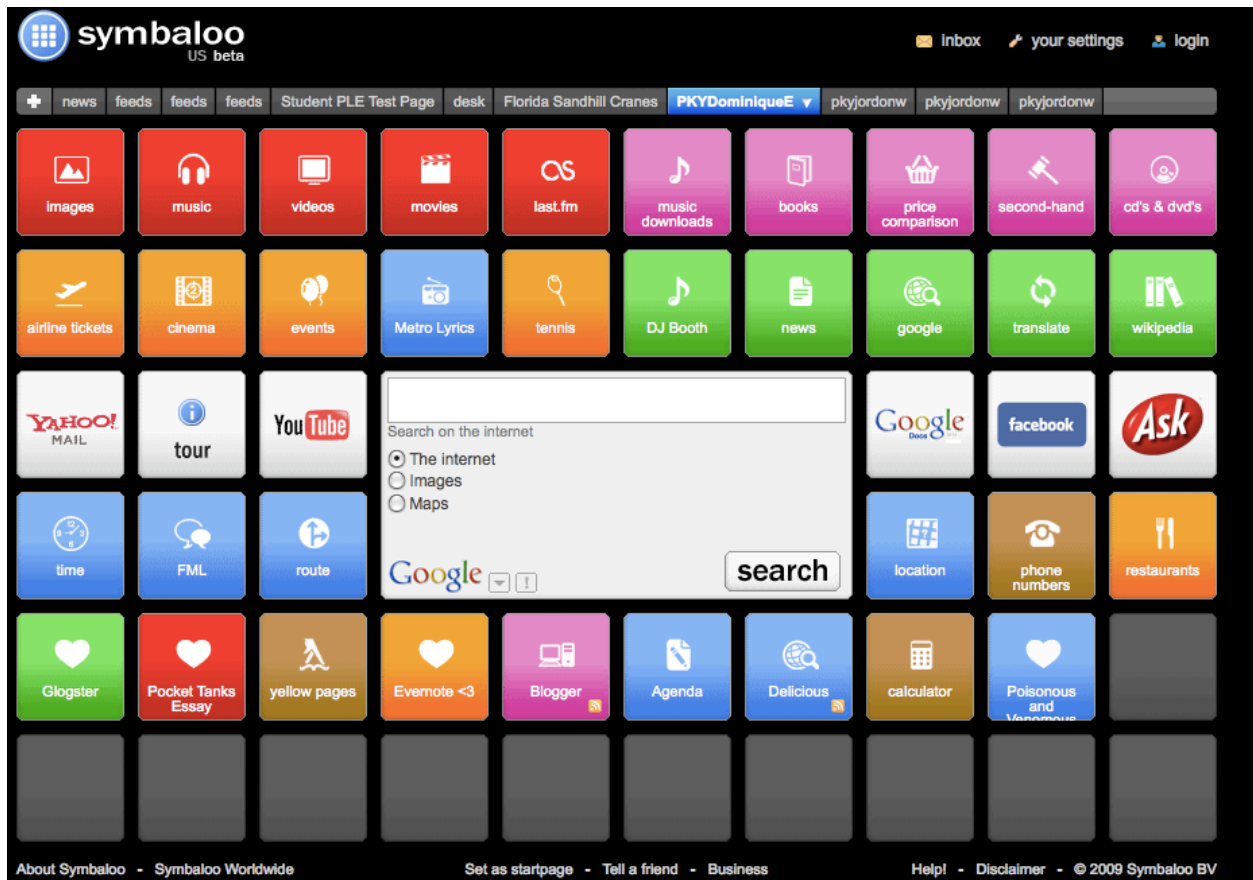 symbaloo
US beta
inbox
your settings
login
news
feeds
feeds
feeds
Student PLE Test Page
desk
Florida Sandhill Cranes
PKYDominiqueE
pkyjordonw
pkyjordonw
pkyjordonw
images
music
videos
movies
last.fm
music
downloads
books
price
comparison
second-hand
cd's & dvd's
airline tickets
cinema
events
Metro Lyrics
tennis
DJ Booth
news
google
translate
wikipedia
YAHOO!
MAIL
tour
YouTube
Search on the internet
The internet
Images
Maps
Google
search
Google
Docs
facebook
Ask
time
FML
route
location
phone
numbers
restaurants
Glogster
Pocket Tanks
Essay
yellow pages
Evernote <3
Blogger
Agenda
Delicious
calculator
Poisonous
and
Venomous
About Symbaloo - Symbaloo Worldwide
Set as startpage - Tell a friend - Business
Help! - Disclaimer - © 2009 Symbaloo BV